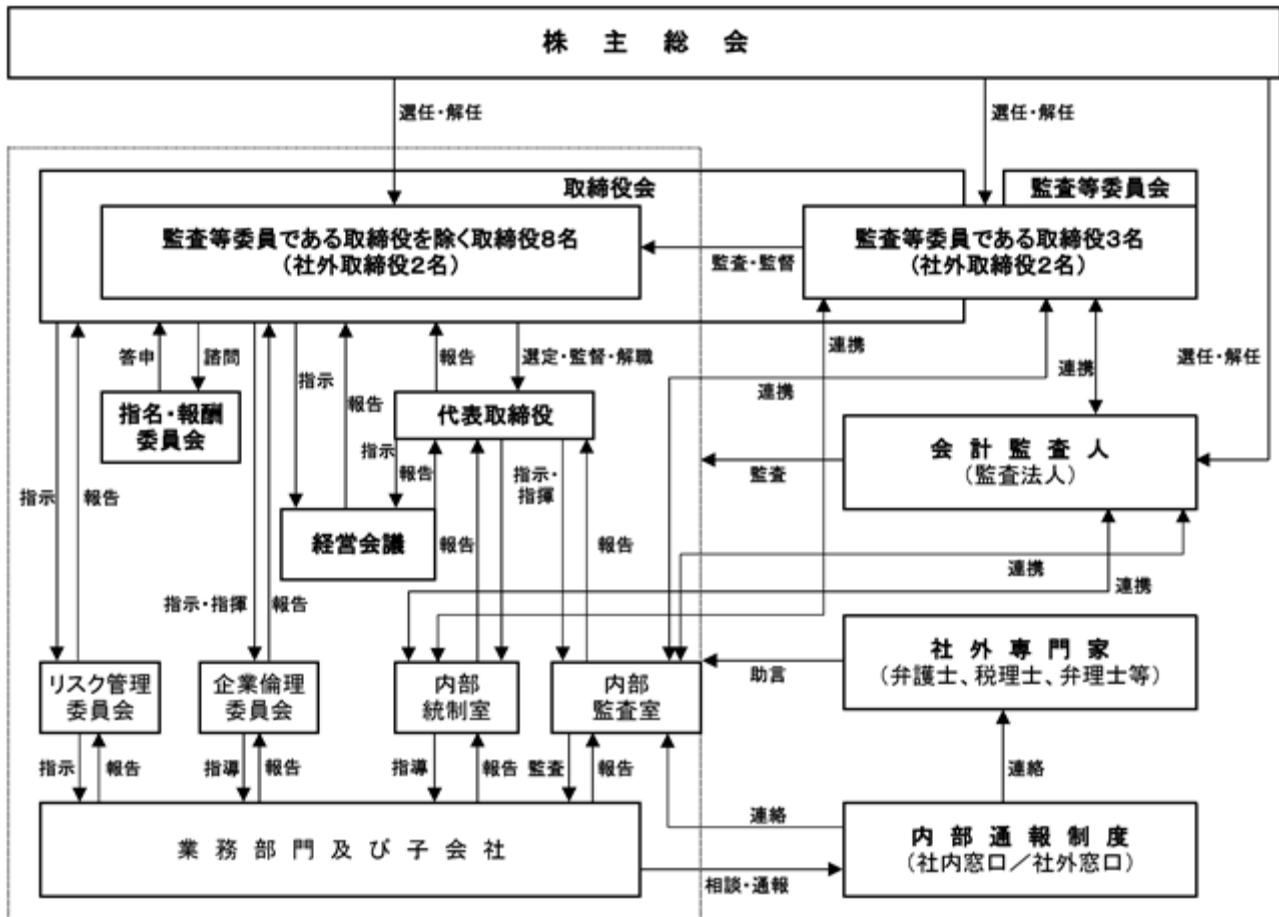 株主総会
選任・解任
選任・解任
取締役会
監査等委員会
監査等委員である取締役を除く取締役8名
(社外取締役2名)
監査・監督
監査等委員である取締役3名
(社外取締役2名)
答申
諮問
指示
報告
報告
選定・監督・解職
連携
連携
連携
選任・解任
指名・報酬
委員会
代表取締役
会計監査人
(監査法人)
監査
指示
報告
指示
報告
指示・
指揮
経営会議
報告
報告
連携
連携
指示・指揮
報告
リスク管理
委員会
企業倫理
委員会
内部
統制室
内部
監査室
助言
社外専門家
(弁護士、税理士、弁理士等)
指示
報告
指導
報告
指導
報告
監査
報告
連絡
連絡
業務部門及び子会社
内部通報制度
(社内窓口／社外窓口)
相談・通報